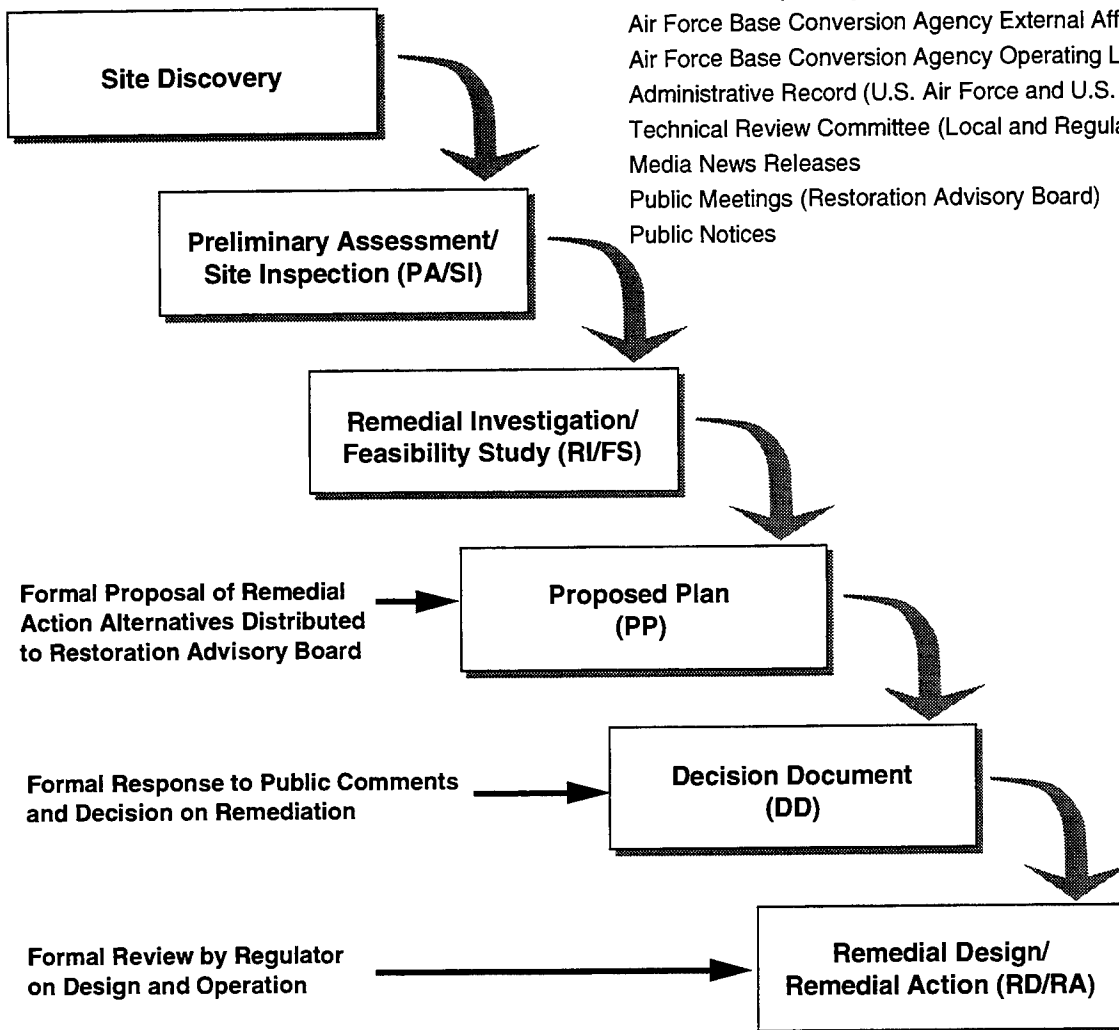 Air Force Base Conversion Agency External
Air Force Base Conversion Agency Operating
Administrative Record (U.S. Air Force and U.S.
Technical Review Committee (Local and
Media News Releases
Public Meetings (Restoration Advisory Board)
Public Notices
Site Discovery
Preliminary Assessment/
Site Inspection (PA/SI)
Remedial Investigation/
Feasibility Study (RI/FS)
Formal Proposal of Remedial
Action Alternatives Distributed
to Restoration Advisory Board
Proposed Plan
(PP)
Formal Response to Public Comments
and Decision on Remediation
Decision Document
(DD)
Formal Review by Regulator
on Design and Operation
Remedial Design/
Remedial Action (RD/RA)